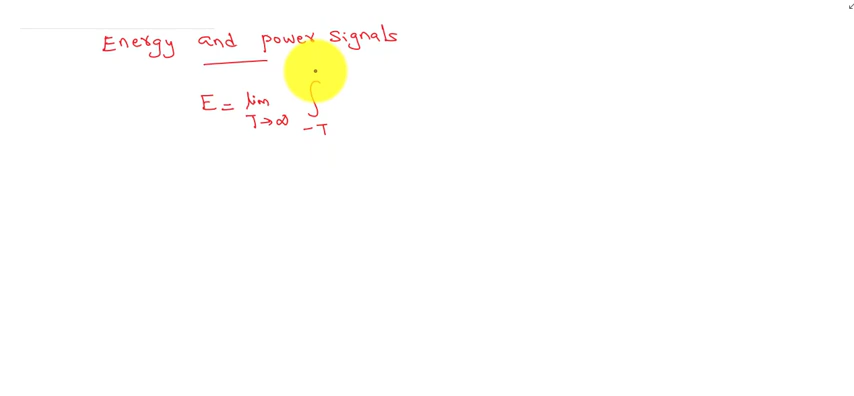 Energy and power signals
E = lim ∫
T→∞ -T